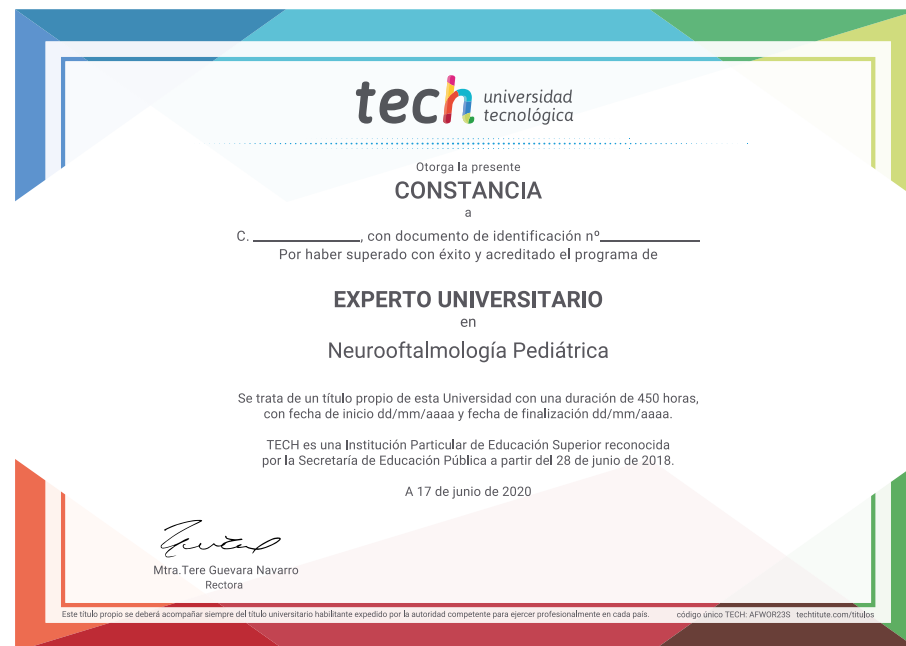 tech universidad
tecnológica
Otorga la presente
CONSTANCIA
a
C. ____________, con documento de identificación nº____________
Por haber superado con éxito y acreditado el programa de
EXPERTO UNIVERSITARIO
en
Neurooftalmología Pediátrica
Se trata de un título propio de esta Universidad con una duración de 450 horas,
con fecha de inicio dd/mm/aaaa y fecha de finalización dd/mm/aaaa.
TECH es una Institución Particular de Educación Superior reconocida
por la Secretaría de Educación Pública a partir del 28 de junio de 2018.
A 17 de junio de 2020
Mtra.Tere Guevara Navarro
Rectora
Este título propio se deberá acompañar siempre del título universitario habilitante expedido por la autoridad competente para ejercer profesionalmente en cada país. código único TECH: AFWOR23S techtitute.com/titulos